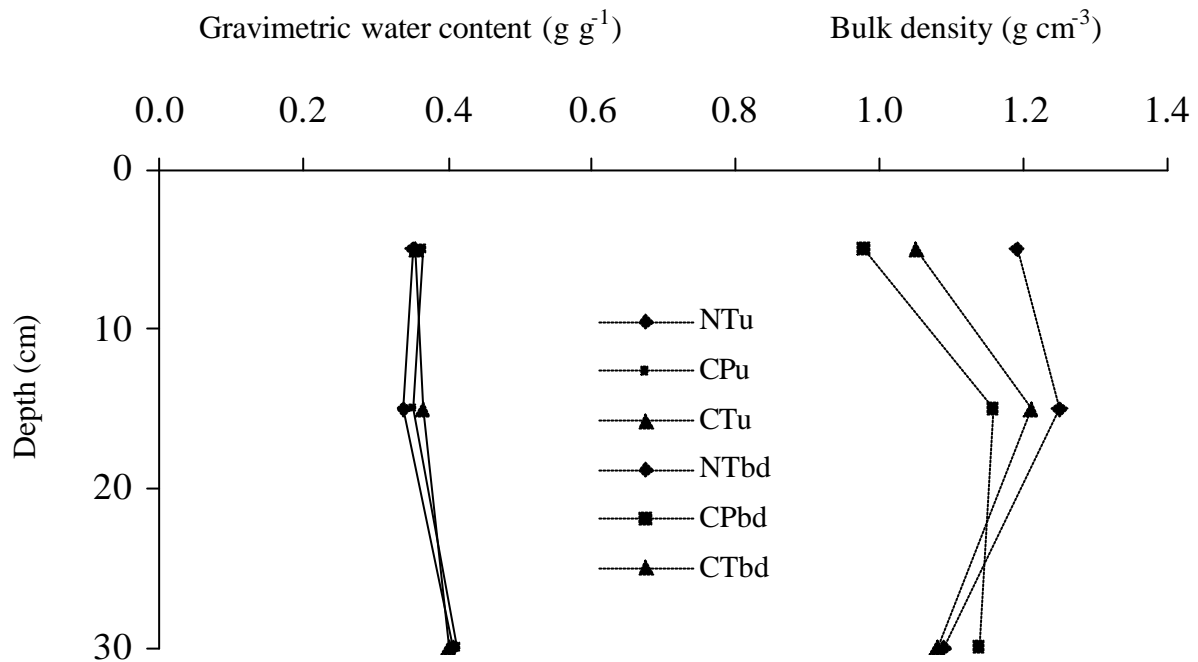 Gravimetric water content (g g⁻¹) Bulk density (g cm⁻³)
0.0 0.2 0.4 0.6 0.8 1.0 1.2 1.4
0
10
20
30
Depth (cm)
NTu
CPu
CTu
NTbd
CPbd
CTbd